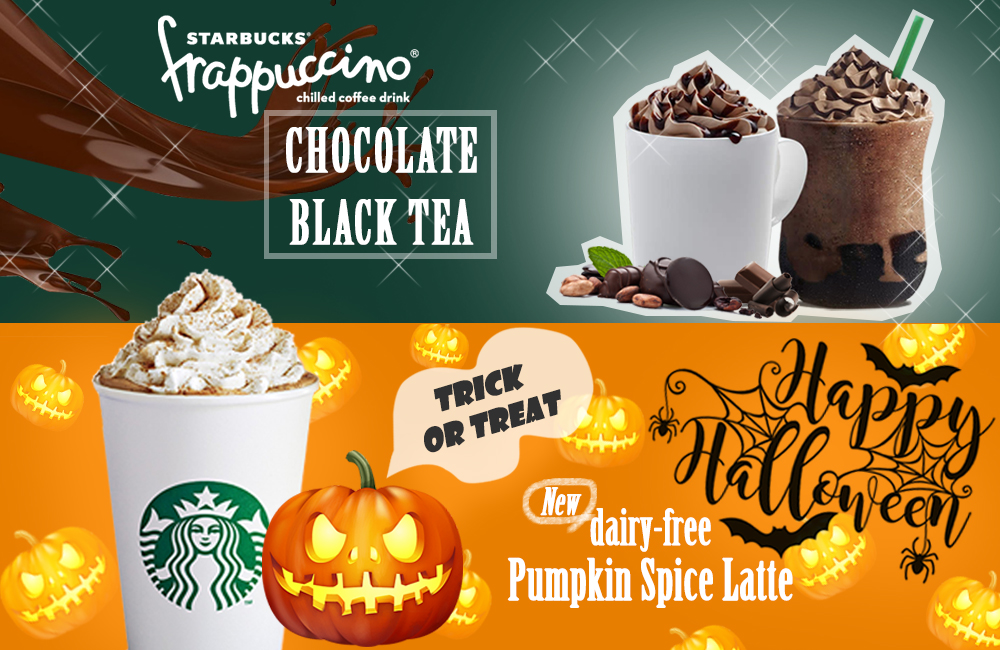 STARBUCKS®
frappuccino®
chilled coffee drink
CHOCOLATE
BLACK TEA
TRICK
OR TREAT
Happy
Halloween
New
dairy-free
Pumpkin Spice Latte
TM